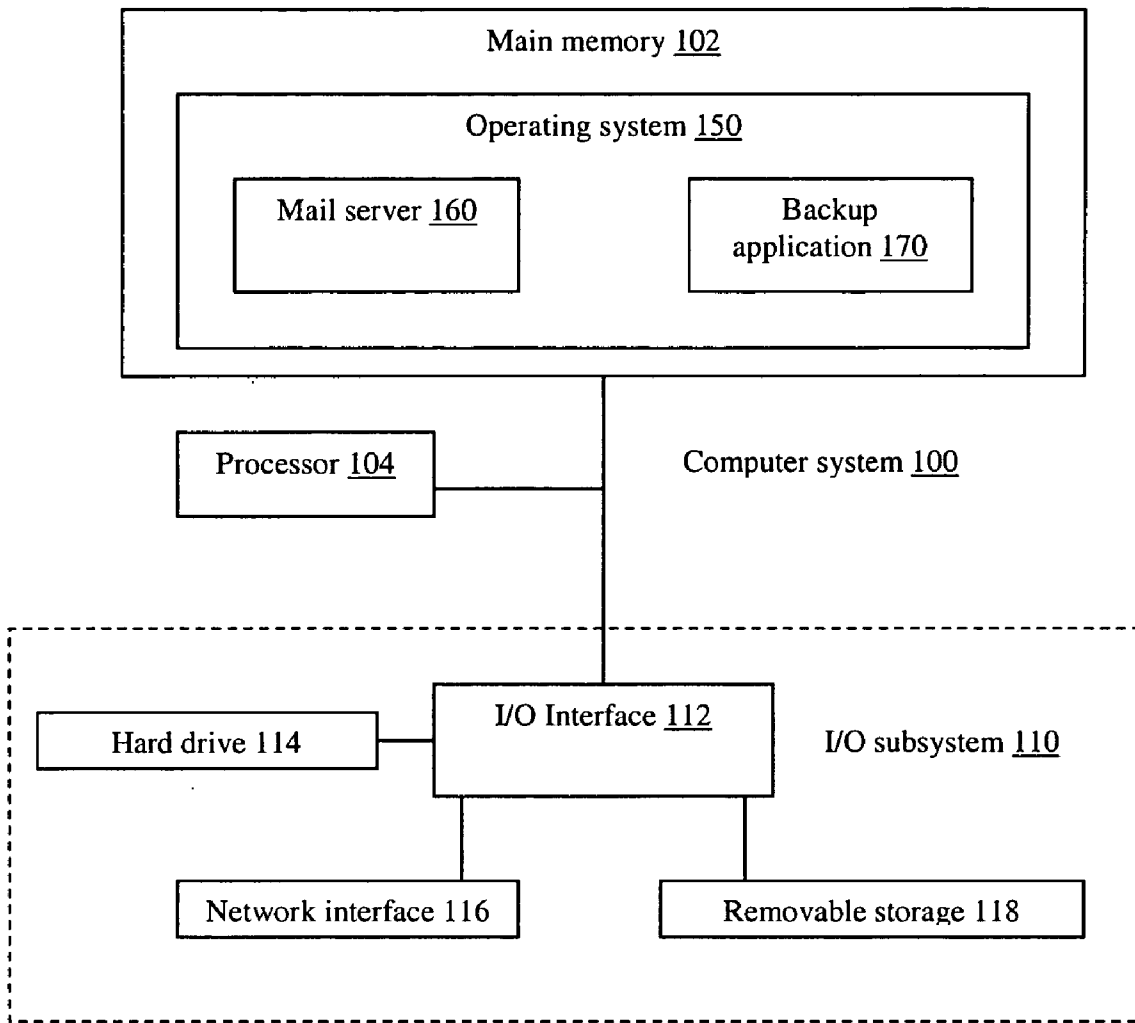 Main memory 102
Operating system 150
Mail server 160
Backup
application 170
Processor 104
Computer system 100
I/O Interface 112
Hard drive 114
I/O subsystem 110
Network interface 116
Removable storage 118